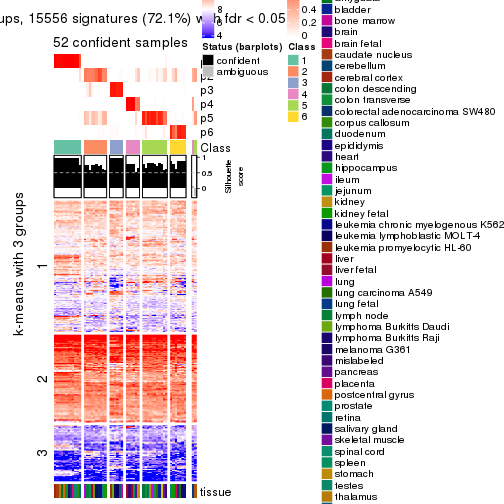 ups, 15556 signatures (72.1%) with fdr < 0.05
52 confident samples
p3
p4
p5
p6
Class
1
0.5
0
Silhouette
score
k-means with 3 groups
1
2
3
tissue
8
6
4
0.4
0.2
0
Status (barplots)
confident
ambiguous
Class
1
2
3
4
5
6
bladder
bone marrow
brain
brain fetal
caudate nucleus
cerebellum
cerebral cortex
colon descending
colon transverse
colorectal adenocarcinoma SW480
corpus callosum
duodenum
epididymis
heart
hippocampus
ileum
jejunum
kidney
kidney fetal
leukemia chronic myelogenous K562
leukemia lymphoblastic MOLT-4
leukemia promyelocytic HL-60
liver
liver fetal
lung
lung carcinoma A549
lung fetal
lymph node
lymphoma Burkitts Daudi
lymphoma Burkitts Raji
melanoma G361
mislabeled
pancreas
placenta
postcentral gyrus
prostate
retina
salivary gland
skeletal muscle
spinal cord
spleen
stomach
testes
thalamus